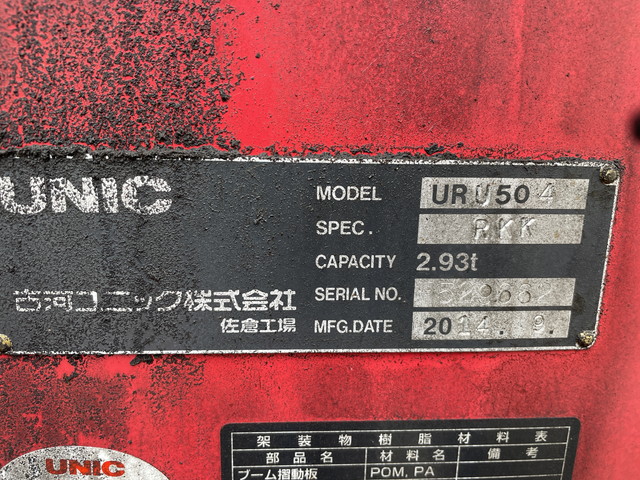 UNIC
MODEL URU504
SPEC. RKK
CAPACITY 2.93t
SERIAL NO.
古河ユニック株式会社
佐倉工場
MFG.DATE 2014. 9.
UNIC
架装物樹脂材料表
部品名 材料名 備考
ブーム摺動板 POM, PA